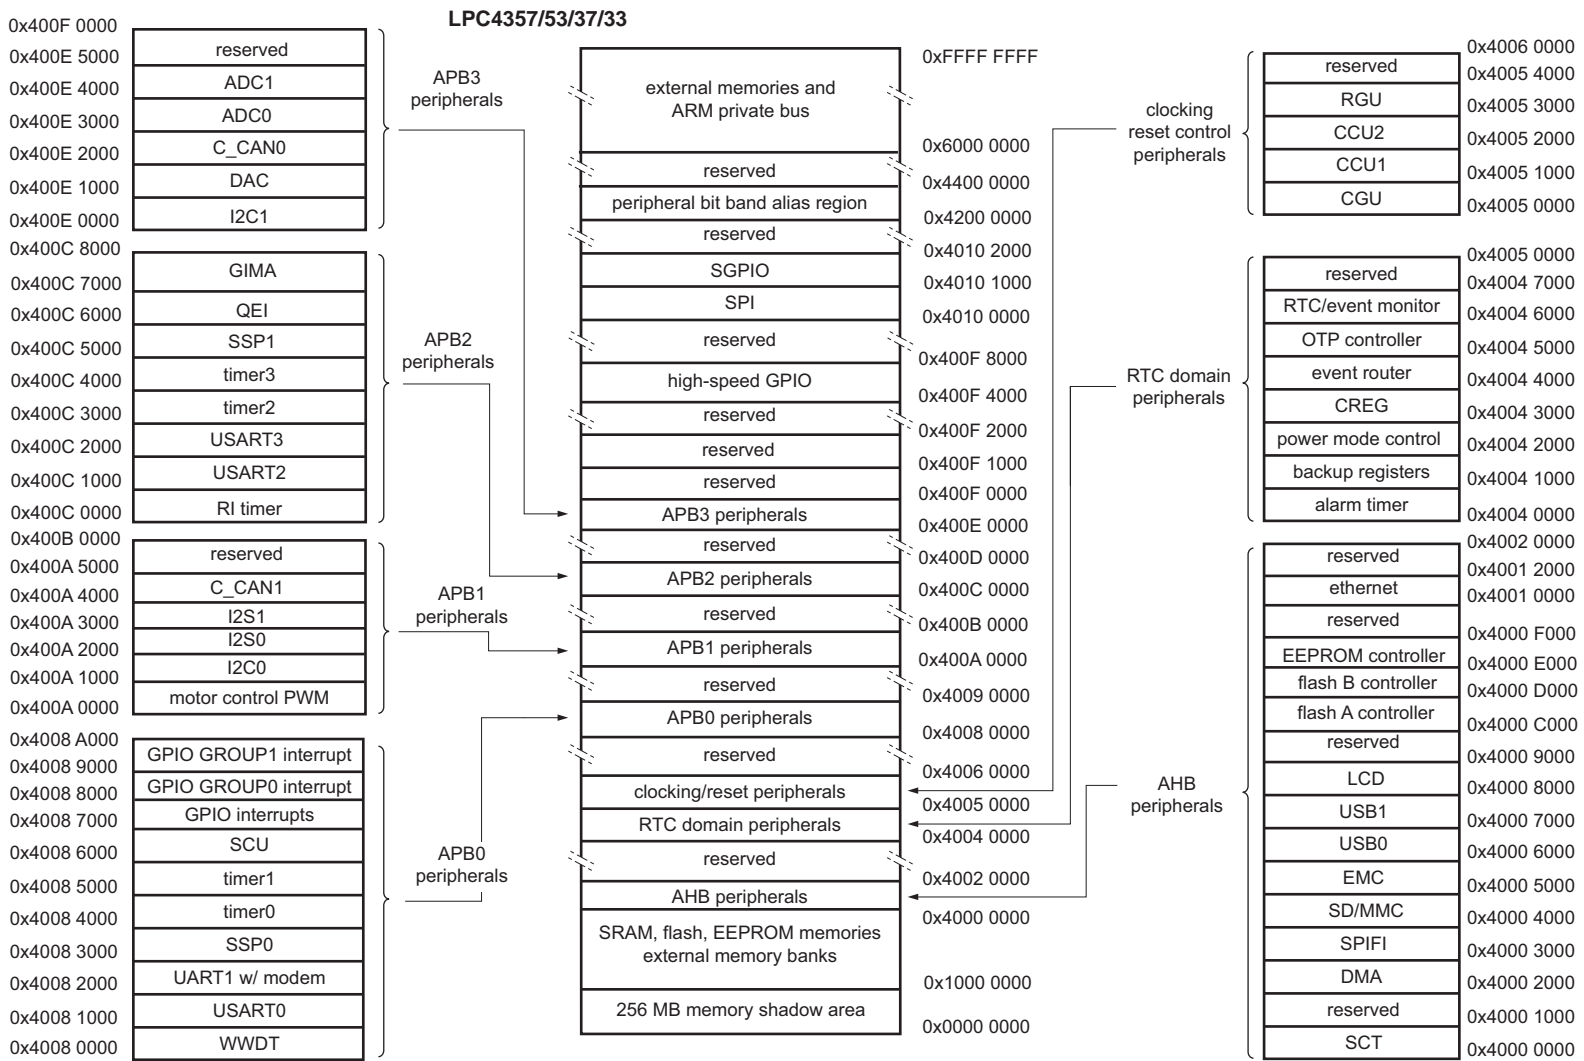 LPC4357/53/37/33
0x400F 0000
reserved
0x400E 5000
ADC1
0x400E 4000
ADC0
0x400E 3000
C_CAN0
0x400E 2000
DAC
0x400E 1000
I2C1
0x400E 0000
APB3
peripherals
0x400C 8000
GIMA
0x400C 7000
QEI
0x400C 6000
SSP1
0x400C 5000
timer3
0x400C 4000
timer2
0x400C 3000
USART3
0x400C 2000
USART2
0x400C 1000
RI timer
0x400C 0000
APB2
peripherals
0x400B 0000
reserved
0x400A 5000
C_CAN1
0x400A 4000
I2S1
0x400A 3000
I2S0
0x400A 2000
I2C0
0x400A 1000
motor control PWM
0x400A 0000
APB1
peripherals
0x4008 A000
GPIO GROUP1 interrupt
0x4008 9000
GPIO GROUP0 interrupt
0x4008 8000
GPIO interrupts
0x4008 7000
SCU
0x4008 6000
timer1
0x4008 5000
timer0
0x4008 4000
SSP0
0x4008 3000
UART1 w/ modem
0x4008 2000
USART0
0x4008 1000
WWDT
0x4008 0000
APB0
peripherals
0xFFFF FFFF
external memories and
ARM private bus
0x6000 0000
reserved
0x4400 0000
peripheral bit band alias region
0x4200 0000
reserved
0x4010 2000
SGPIO
0x4010 1000
SPI
0x4010 0000
reserved
0x400F 8000
high-speed GPIO
0x400F 4000
reserved
0x400F 2000
reserved
0x400F 1000
reserved
0x400F 0000
APB3 peripherals
0x400E 0000
reserved
0x400D 0000
APB2 peripherals
0x400C 0000
reserved
0x400B 0000
APB1 peripherals
0x400A 0000
reserved
0x4009 0000
APB0 peripherals
0x4008 0000
reserved
0x4006 0000
clocking/reset peripherals
0x4005 0000
RTC domain peripherals
0x4004 0000
reserved
0x4002 0000
AHB peripherals
0x4000 0000
SRAM, flash, EEPROM memories
external memory banks
0x1000 0000
256 MB memory shadow area
0x0000 0000
clocking
reset control
peripherals
0x4006 0000
reserved
0x4005 4000
RGU
0x4005 3000
CCU2
0x4005 2000
CCU1
0x4005 1000
CGU
0x4005 0000
RTC domain
peripherals
0x4005 0000
reserved
0x4004 7000
RTC/event monitor
0x4004 6000
OTP controller
0x4004 5000
event router
0x4004 4000
CREG
0x4004 3000
power mode control
0x4004 2000
backup registers
0x4004 1000
alarm timer
0x4004 0000
AHB
peripherals
0x4002 0000
reserved
0x4001 2000
ethernet
0x4001 0000
reserved
0x4000 F000
EEPROM controller
0x4000 E000
flash B controller
0x4000 D000
flash A controller
0x4000 C000
reserved
0x4000 9000
LCD
0x4000 8000
USB1
0x4000 7000
USB0
0x4000 6000
EMC
0x4000 5000
SD/MMC
0x4000 4000
SPIFI
0x4000 3000
DMA
0x4000 2000
reserved
0x4000 1000
SCT
0x4000 0000